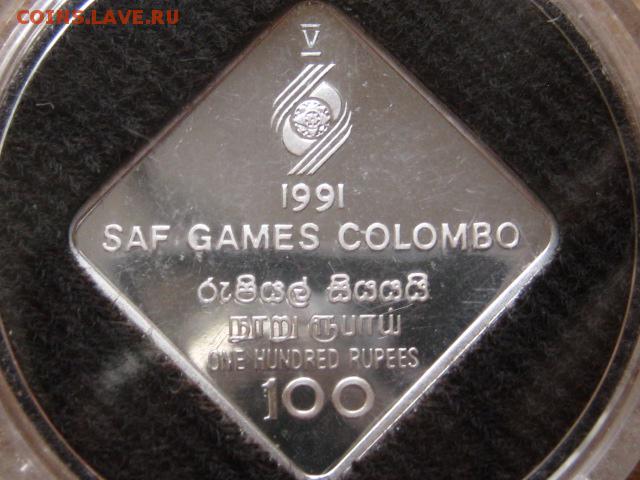 COINS.LAVE.RU
V
1991
SAF GAMES COLOMBO
රුපියල් සියයයි
நூறு ரூபாய்
ONE HUNDRED RUPEES
100